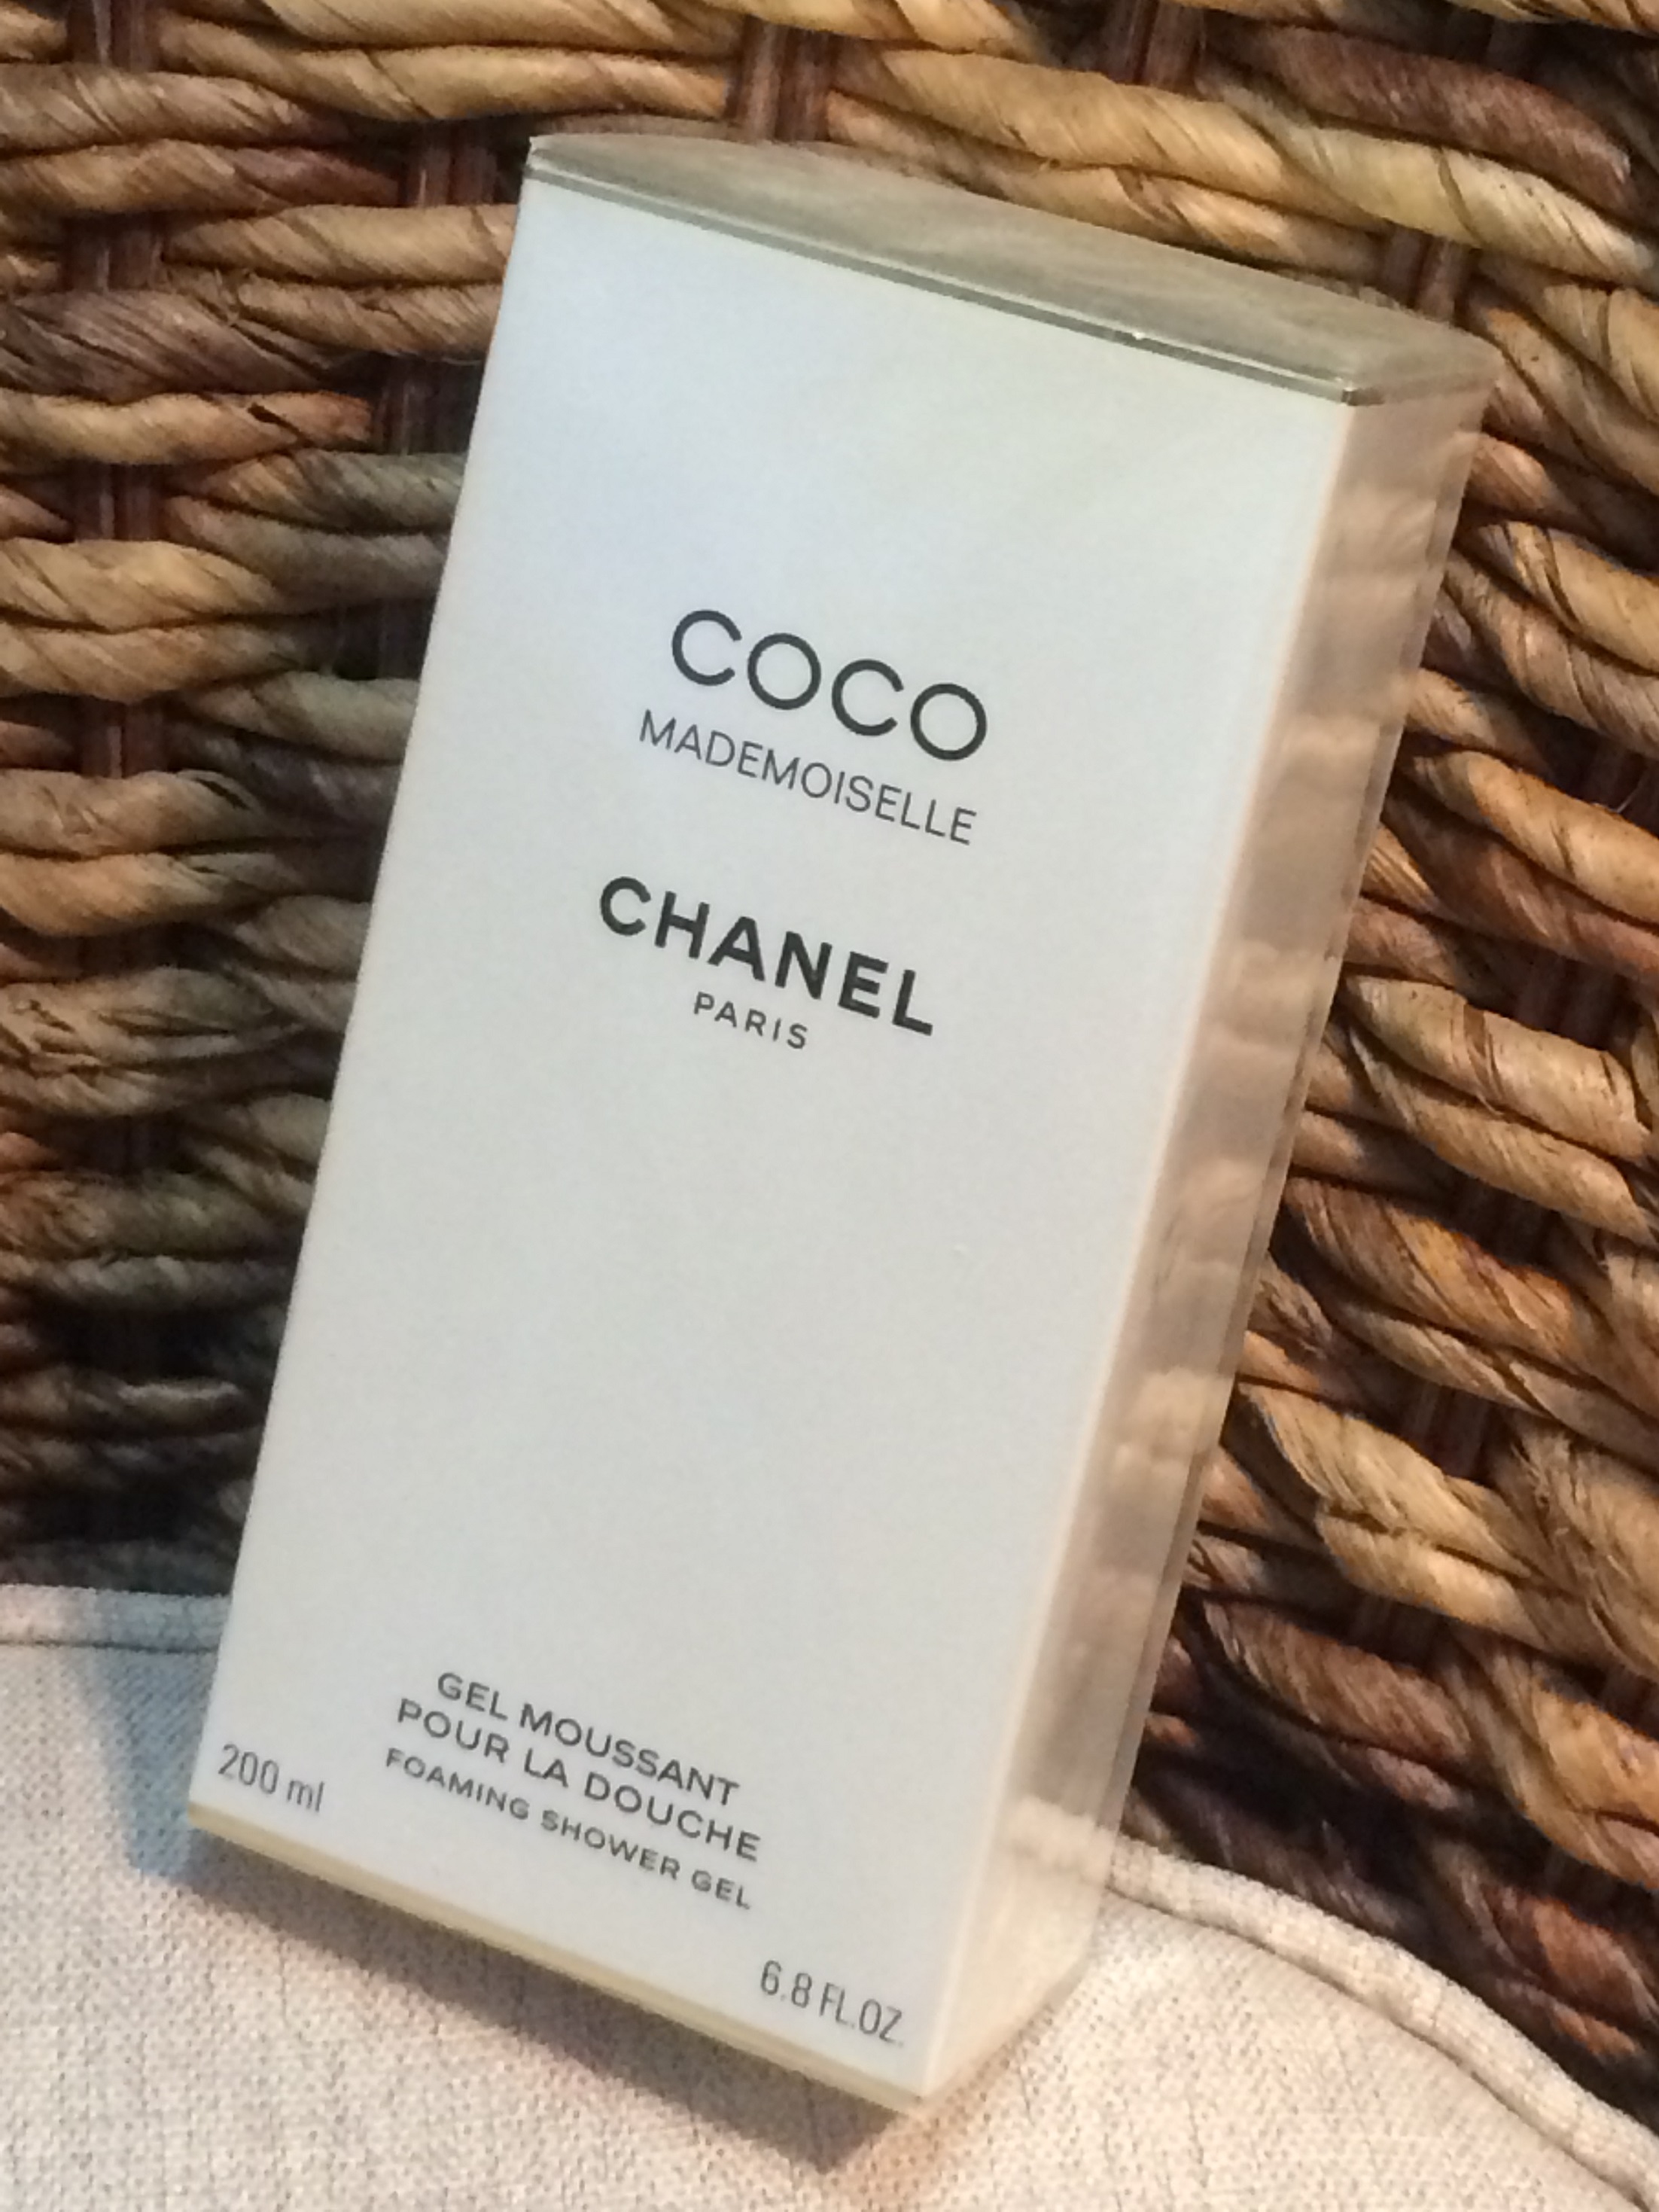 COCO
MADEMOISELLE
CHANEL
PARIS
GEL MOUSSANT
POUR LA DOUCHE
FOAMING SHOWER GEL
200 ml
6.8 FL.OZ.